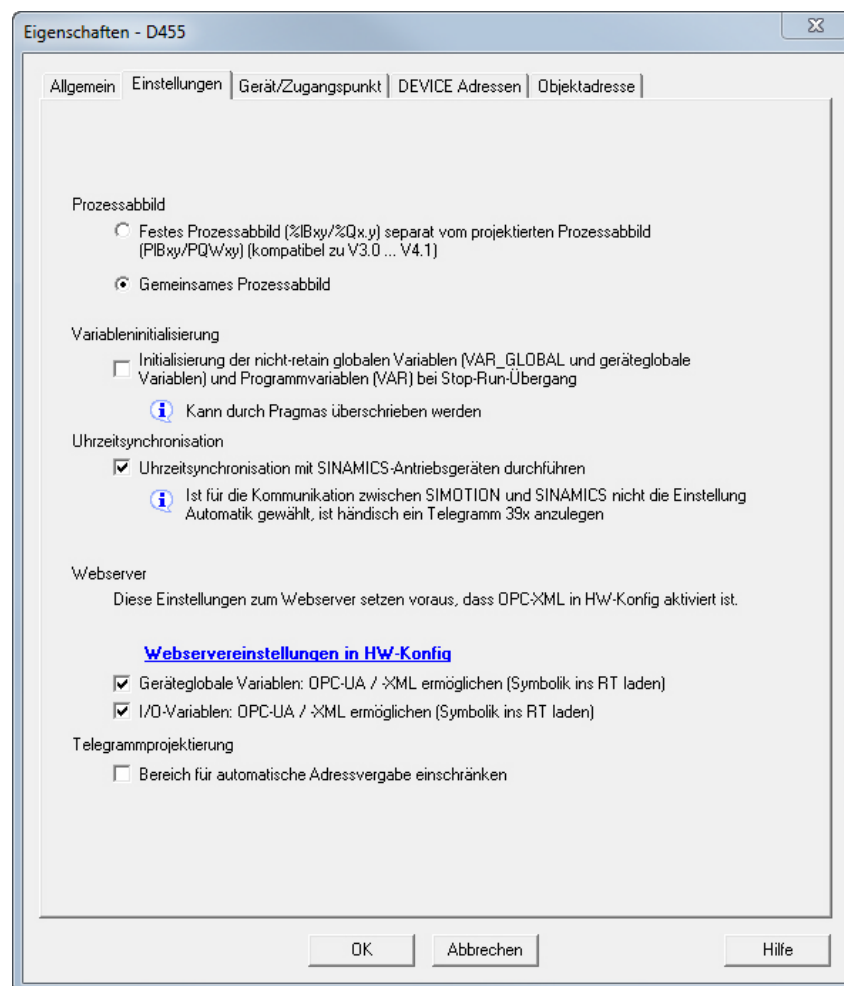 Eigenschaften - D455
Allgemein Einstellungen Gerät/Zugangspunkt DEVICE Adressen Objektadresse
Prozessabbild
Festes Prozessabbild (%IBxy/%Qx.y) separat vom projektierten Prozessabbild
(PIBxy/PQWxy) (kompatibel zu V3.0 ... V4.1)
Gemeinsames Prozessabbild
Variableninitialisierung
Initialisierung der nicht-retain globalen Variablen (VAR_GLOBAL und geräteglobale
Variablen) und Programmvariablen (VAR) bei Stop-Run-Übergang
Kann durch Pragmas überschrieben werden
Uhrzeitsynchronisation
Uhrzeitsynchronisation mit SINAMICS-Antriebsgeräten durchführen
Ist für die Kommunikation zwischen SIMOTION und SINAMICS nicht die Einstellung
Automatik gewählt, ist händisch ein Telegramm 39x anzulegen
Webserver
Diese Einstellungen zum Webserver setzen voraus, dass OPC-XML in HW-Konfig aktiviert ist.
Webservereinstellungen in HW-Konfig
Geräteglobale Variablen: OPC-UA / -XML ermöglichen (Symbolik ins RT laden)
I/O-Variablen: OPC-UA / -XML ermöglichen (Symbolik ins RT laden)
Telegrammprojektierung
Bereich für automatische Adressvergabe einschränken
OK Abbrechen Hilfe